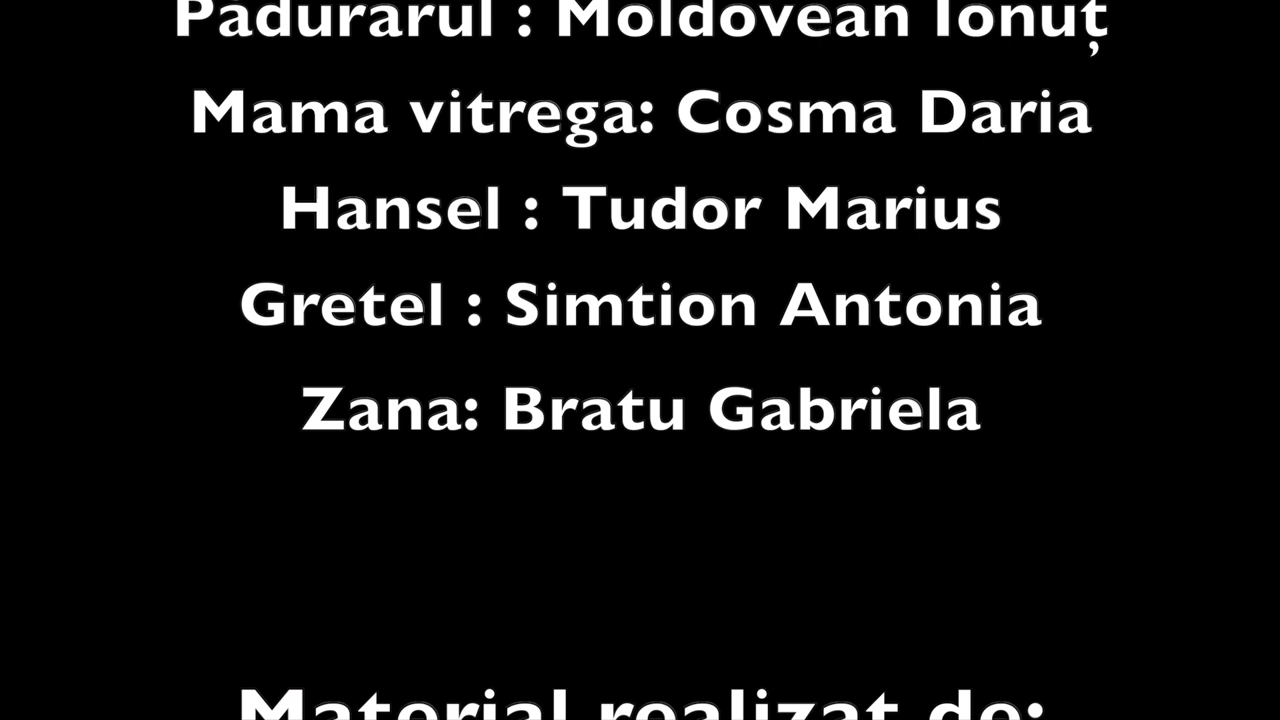 Padurarul : Moldovean Ionuț
Mama vitrega: Cosma Daria
Hansel : Tudor Marius
Gretel : Simtion Antonia
Zana: Bratu Gabriela
Material realizat de: